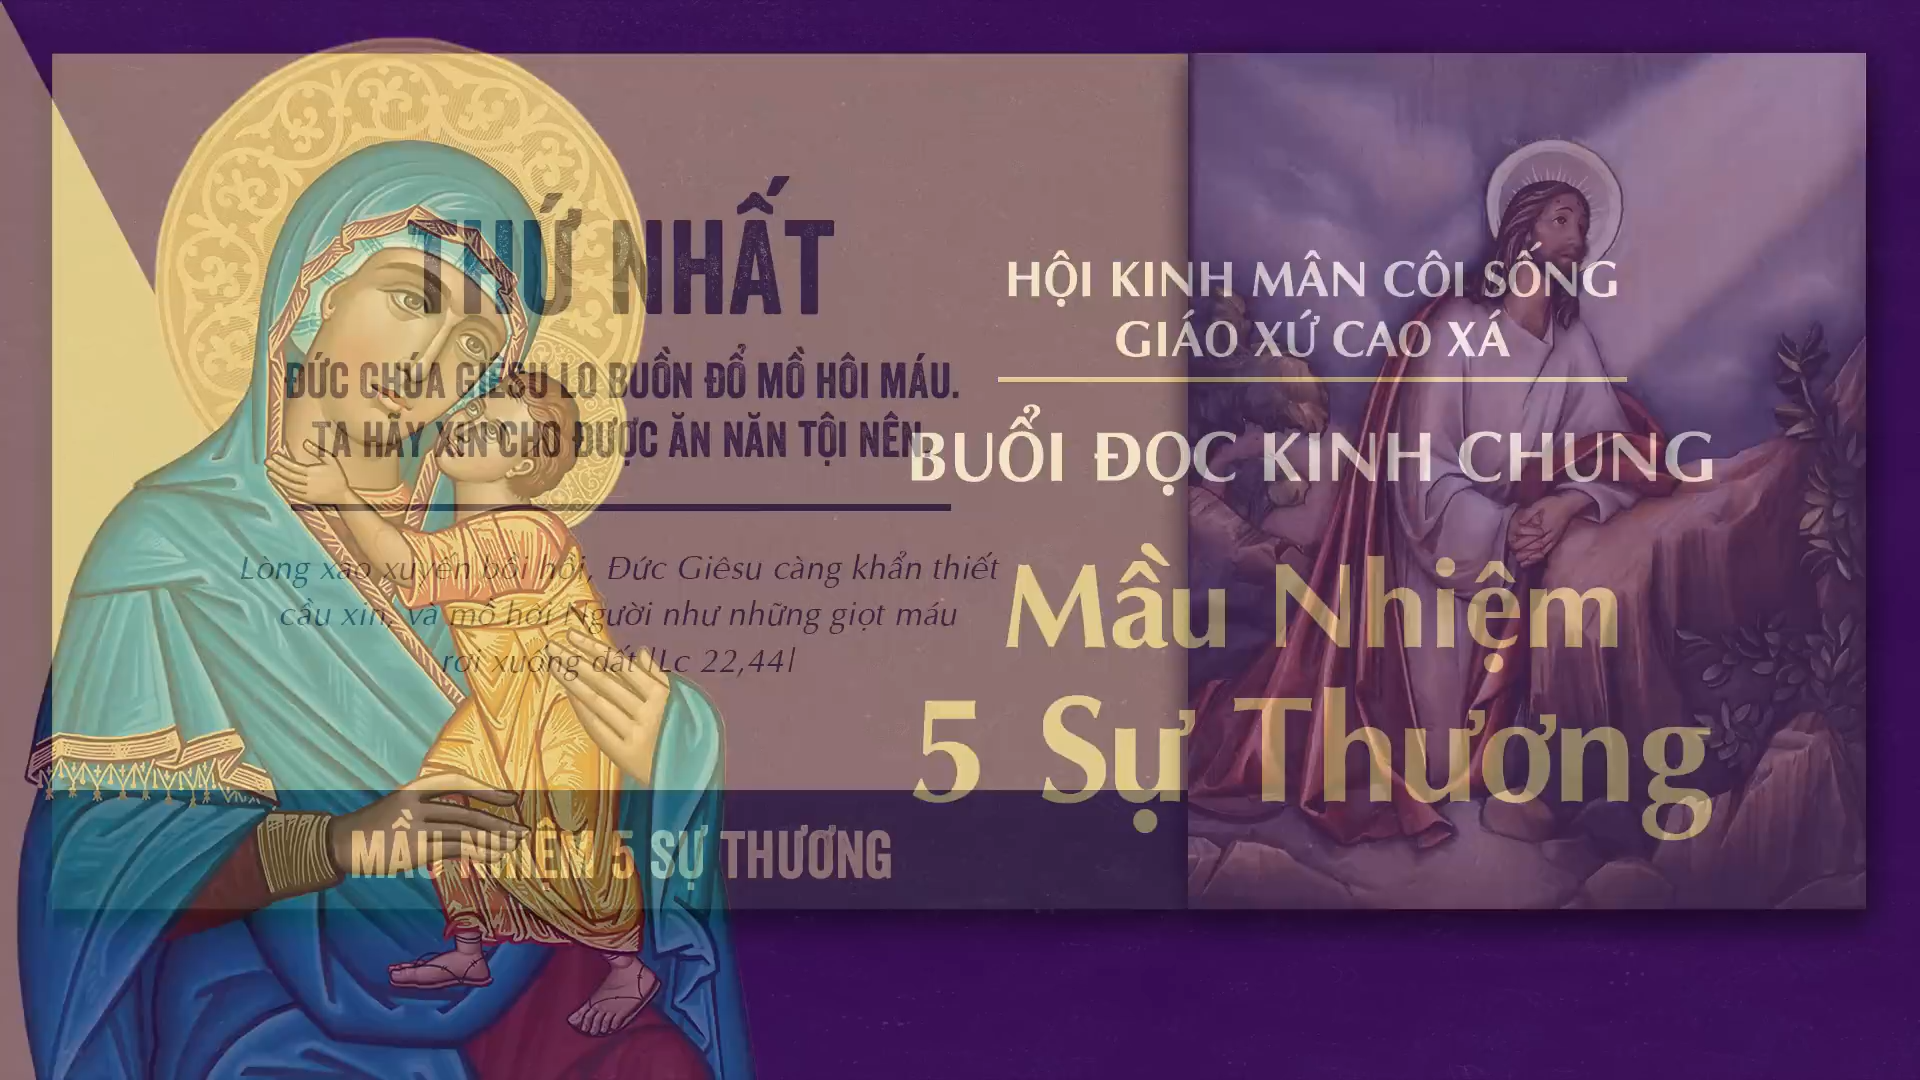 THỨ NHẤT
ĐỨC CHÚA GIÊSU LO BUỒN ĐỔ MỒ HÔI MÁU.
TA HÃY XIN CHO ĐƯỢC ĂN NĂN TỘI NÊN.
Lòng xao xuyến bồi hồi, Đức Giêsu càng khẩn thiết
cầu xin, và mồ hôi Người như những giọt máu
rơi xuống đất |Lc 22,44|
MẦU NHIỆM 5 SỰ THƯƠNG
HỘI KINH MÂN CÔI SỐNG
GIÁO XỨ CAO XÁ
BUỔI ĐỌC KINH CHUNG
Mầu Nhiệm
5 Sự Thương